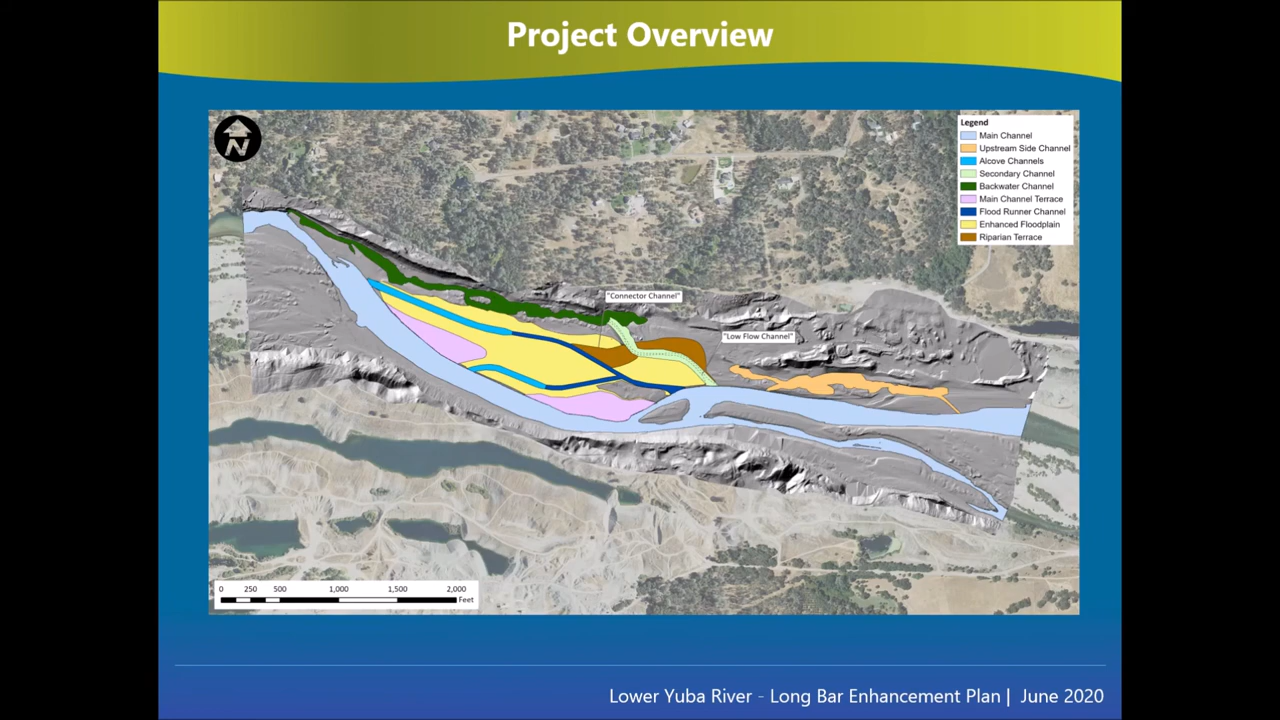 Project Overview
N
Legend
Main Channel
Upstream Side Channel
Alcove Channels
Secondary Channel
Backwater Channel
Main Channel Terrace
Flood Runner Channel
Enhanced Floodplain
Riparian Terrace
"Connector Channel"
"Low Flow Channel"
0 250 500 1,000 1,500 2,000
Feet
Lower Yuba River - Long Bar Enhancement Plan | June 2020